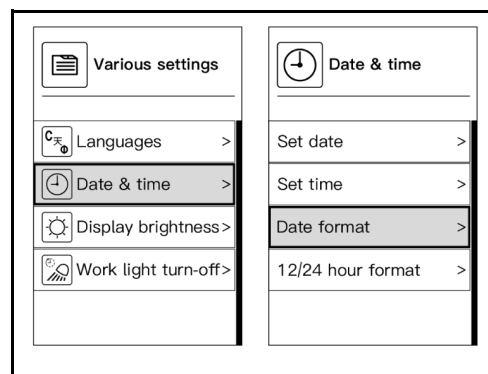 Various settings
Languages >
Date & time >
Display brightness >
Work light turn-off >
Date & time
Set date >
Set time >
Date format >
12/24 hour format >